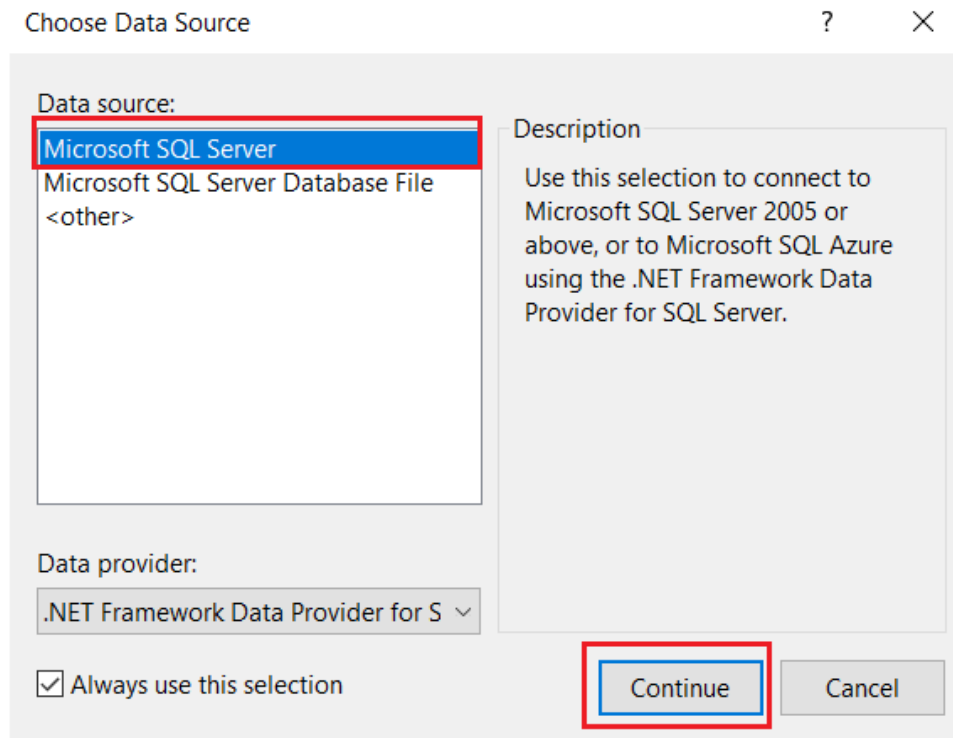 Choose Data Source
?
Data source:
Microsoft SQL Server
Microsoft SQL Server Database File
<other>
Description
Use this selection to connect to
Microsoft SQL Server 2005 or
above, or to Microsoft SQL Azure
using the .NET Framework Data
Provider for SQL Server.
Data provider:
.NET Framework Data Provider for S
Always use this selection
Continue
Cancel